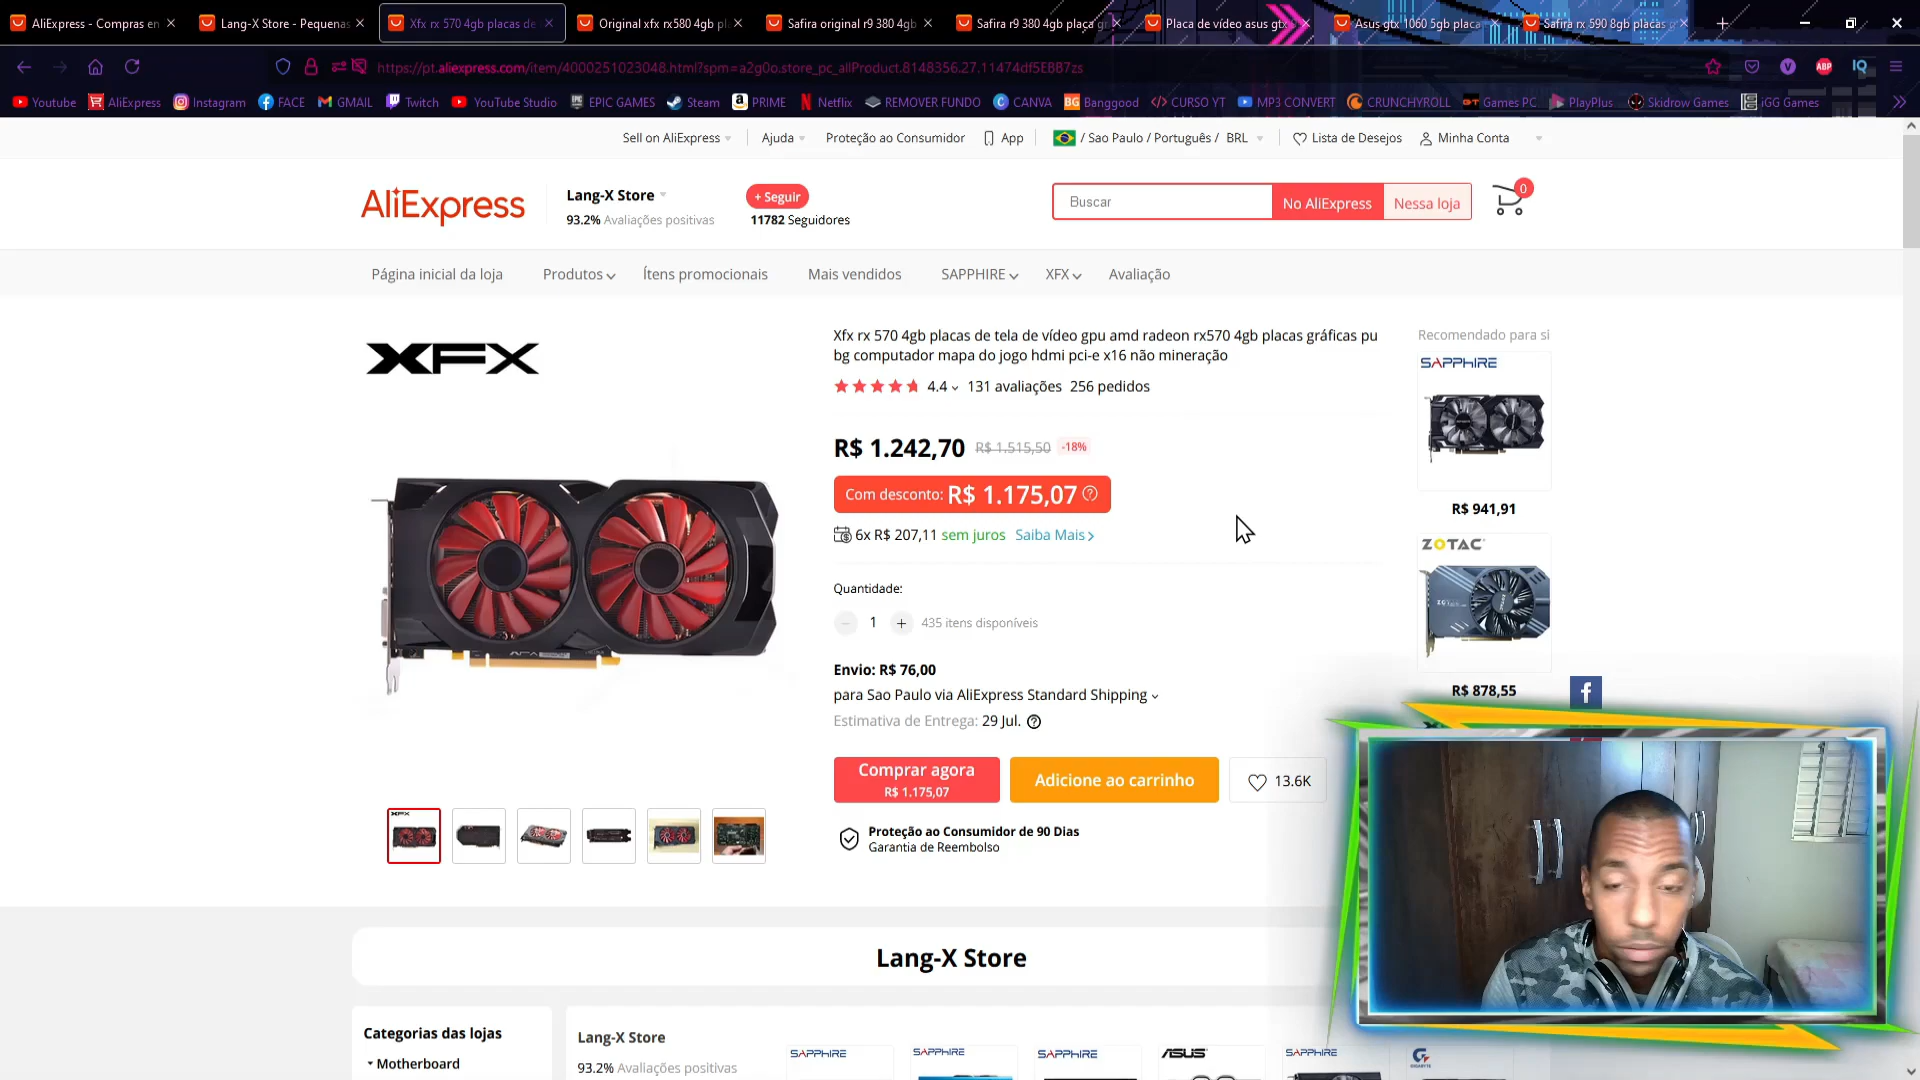 AliExpress - Compras en
Lang-X Store - Pequenas
Xfx rx 570 4gb placas de
Original xfx rx580 4gb pl
Safira original r9 380 4gb
Safira r9 380 4gb placa g
Placa de vídeo asus gtx
Asus gtx 1060 5gb placa
Safira rx 590 8gb placas g
https://pt.aliexpress.com/item/4000251023048.html?spm=a2g0o.store_pc_allProduct.8148356.27.11474df5EBB7zs
V ABP IQ
Youtube AliExpress Instagram FACE GMAIL Twitch YouTube Studio EPIC GAMES Steam PRIME Netflix REMOVER FUNDO CANVA Banggood CURSO YT MP3 CONVERT CRUNCHYROLL Games PC PlayPlus Skidrow Games iGG Games
Sell on AliExpress Ajuda Proteção ao Consumidor App / Sao Paulo / Português / BRL Lista de Desejos Minha Conta
AliExpress
Lang-X Store
93.2% Avaliações positivas
+ Seguir
11782 Seguidores
Buscar No AliExpress Nessa loja
0
Página inicial da loja Produtos Ítens promocionais Mais vendidos SAPPHIRE XFX Avaliação
XFX
Xfx rx 570 4gb placas de tela de vídeo gpu amd radeon rx570 4gb placas gráficas pu
bg computador mapa do jogo hdmi pci-e x16 não mineração
4.4 131 avaliações 256 pedidos
R$ 1.242,70 R$ 1.515,50 -18%
Com desconto: R$ 1.175,07
6x R$ 207,11 sem juros Saiba Mais
Quantidade:
1 + 435 itens disponíveis
Envio: R$ 76,00
para Sao Paulo via AliExpress Standard Shipping
Estimativa de Entrega: 29 Jul.
Comprar agora
R$ 1.175,07
Adicione ao carrinho
13.6K
Proteção ao Consumidor de 90 Dias
Garantia de Reembolso
Recomendado para si
SAPPHIRE
R$ 941,91
ZOTAC
R$ 878,55
f
Lang-X Store
Categorias das lojas
Motherboard
Lang-X Store
93.2% Avaliações positivas
SAPPHIRE SAPPHIRE SAPPHIRE ASUS SAPPHIRE